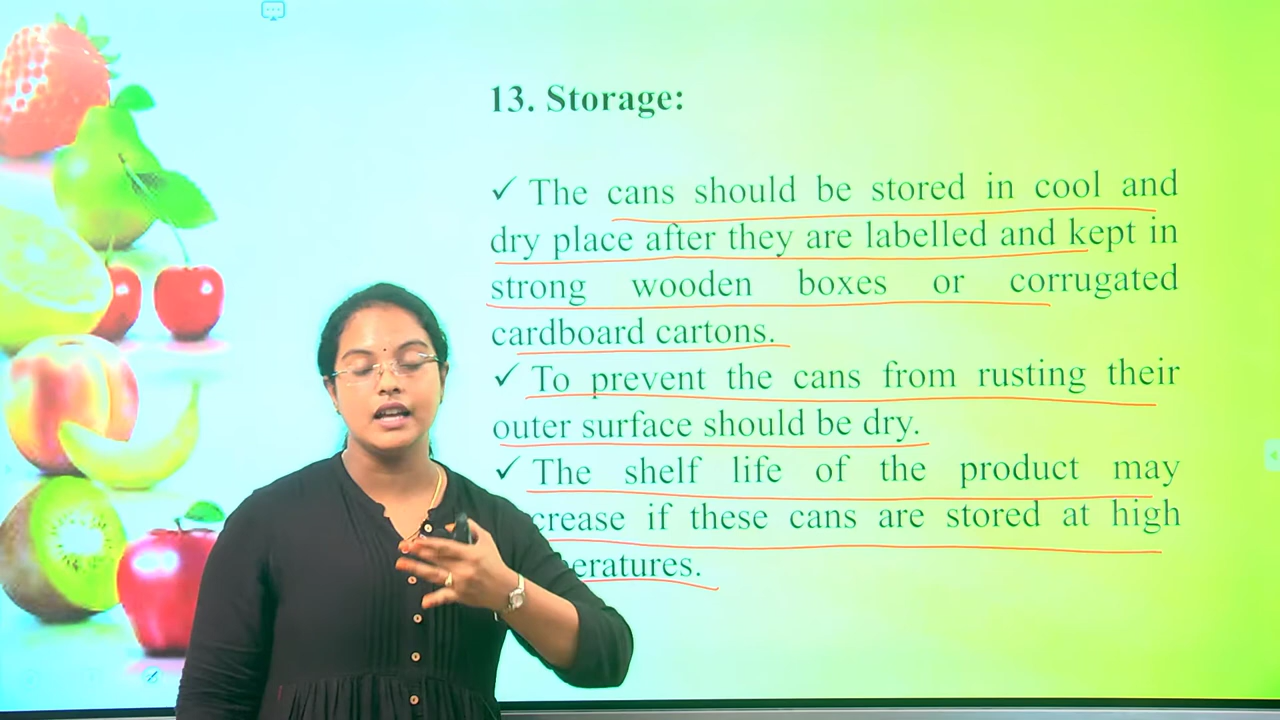 13. Storage:
✓ The cans should be stored in cool and
dry place after they are labelled and kept in
strong wooden boxes or corrugated
cardboard cartons.
✓ To prevent the cans from rusting their
outer surface should be dry.
✓ The shelf life of the product may
crease if these cans are stored at high
eratures.